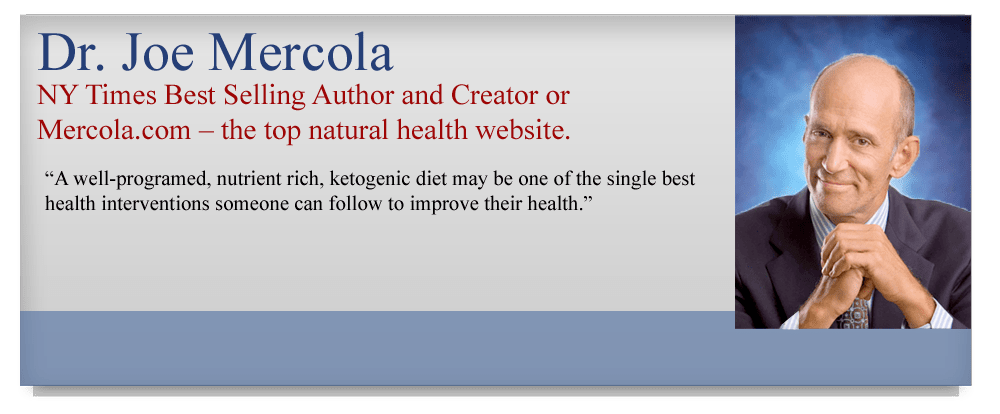 Dr. Joe Mercola
NY Times Best Selling Author and Creator or
Mercola.com – the top natural health website.
“A well-programed, nutrient rich, ketogenic diet may be one of the single best
health interventions someone can follow to improve their health.”